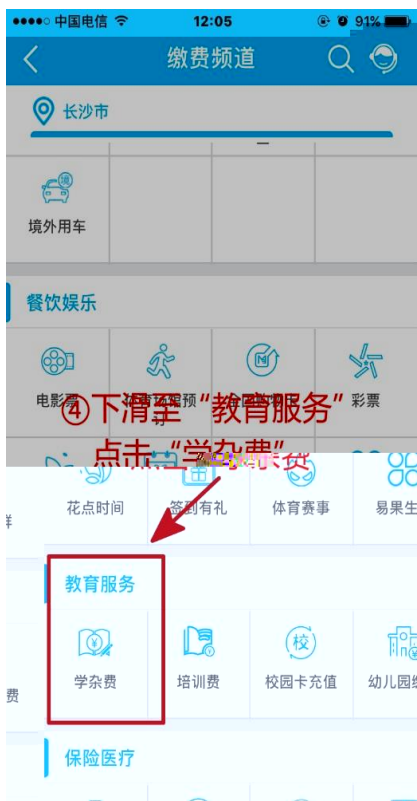 中国电信 12:05 91%
缴费频道
长沙市
境外用车
餐饮娱乐
电影票 彩票
④下滑至“教育服务”
点击“学杂费”
花点时间 签到有礼 体育赛事 易果生
教育服务
学杂费 培训费 校园卡充值 幼儿园缴
费
保险医疗